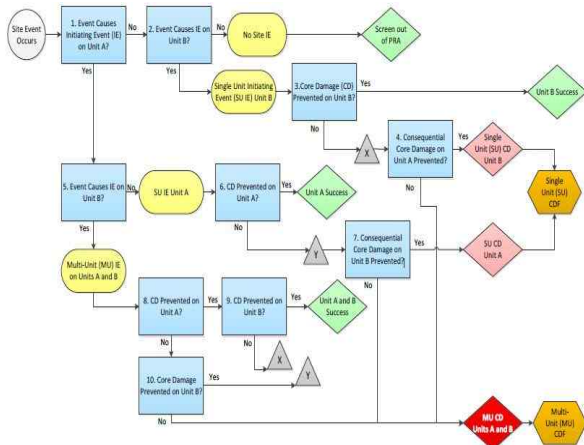 Site Event
Occurs
1. Event Causes
Initiating Event (IE)
on Unit A?
No
2. Event Causes IE on
Unit B?
No
No Site IE
Screen out
of PRA
Yes
Yes
Single Unit Initiating
Event (SU IE) Unit B
3.Core Damage (CD)
Prevented on Unit B?
Yes
Unit B Success
No
X
4. Consequential
Core Damage on
Unit A Prevented?
Yes
Single
Unit (SU) CD
Unit B
Single
Unit (SU)
CDF
No
5. Event Causes IE on
Unit B?
No
SU IE Unit A
6. CD Prevented on
Unit A?
Yes
Unit A Success
No
Y
7. Consequential
Core Damage on
Unit B Prevented?
Yes
SU CD
Unit A
No
Yes
Multi-Unit (MU) IE
on Units A and B
8. CD Prevented on
Unit A?
Yes
9. CD Prevented on
Unit B?
Yes
Unit A and B
Success
No
No
X
10. Core Damage
Prevented on Unit B?
Yes
Y
No
MU CD
Units A and B
Multi-
Unit (MU)
CDF